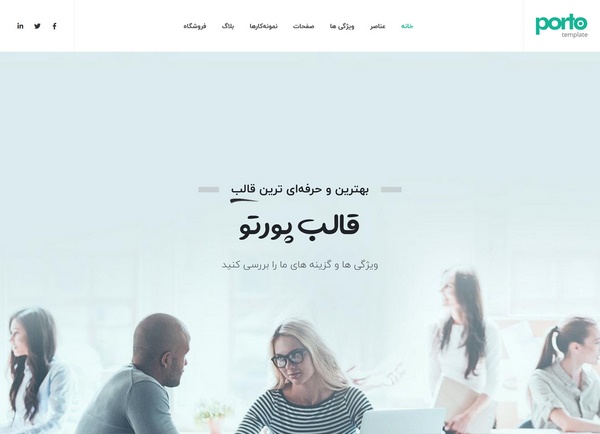 porto
template
خانه
عناصر
ویژگی ها
صفحات
نمونه‌کارها
بلاگ
فروشگاه
بهترین و حرفه‌ای ترین قالب
قالب پورتو
ویژگی ها و گزینه های ما را بررسی کنید